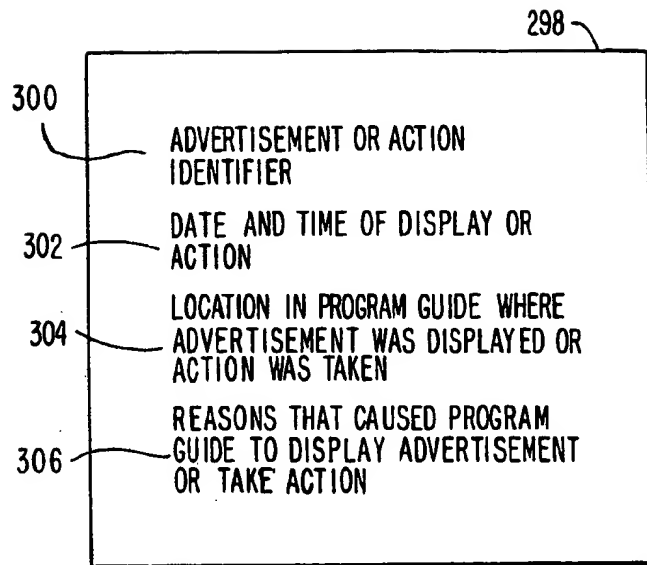 298
300
ADVERTISEMENT OR ACTION
IDENTIFIER
302
DATE AND TIME OF DISPLAY OR
ACTION
304
LOCATION IN PROGRAM GUIDE WHERE
ADVERTISEMENT WAS DISPLAYED OR
ACTION WAS TAKEN
306
REASONS THAT CAUSED PROGRAM
GUIDE TO DISPLAY ADVERTISEMENT
OR TAKE ACTION